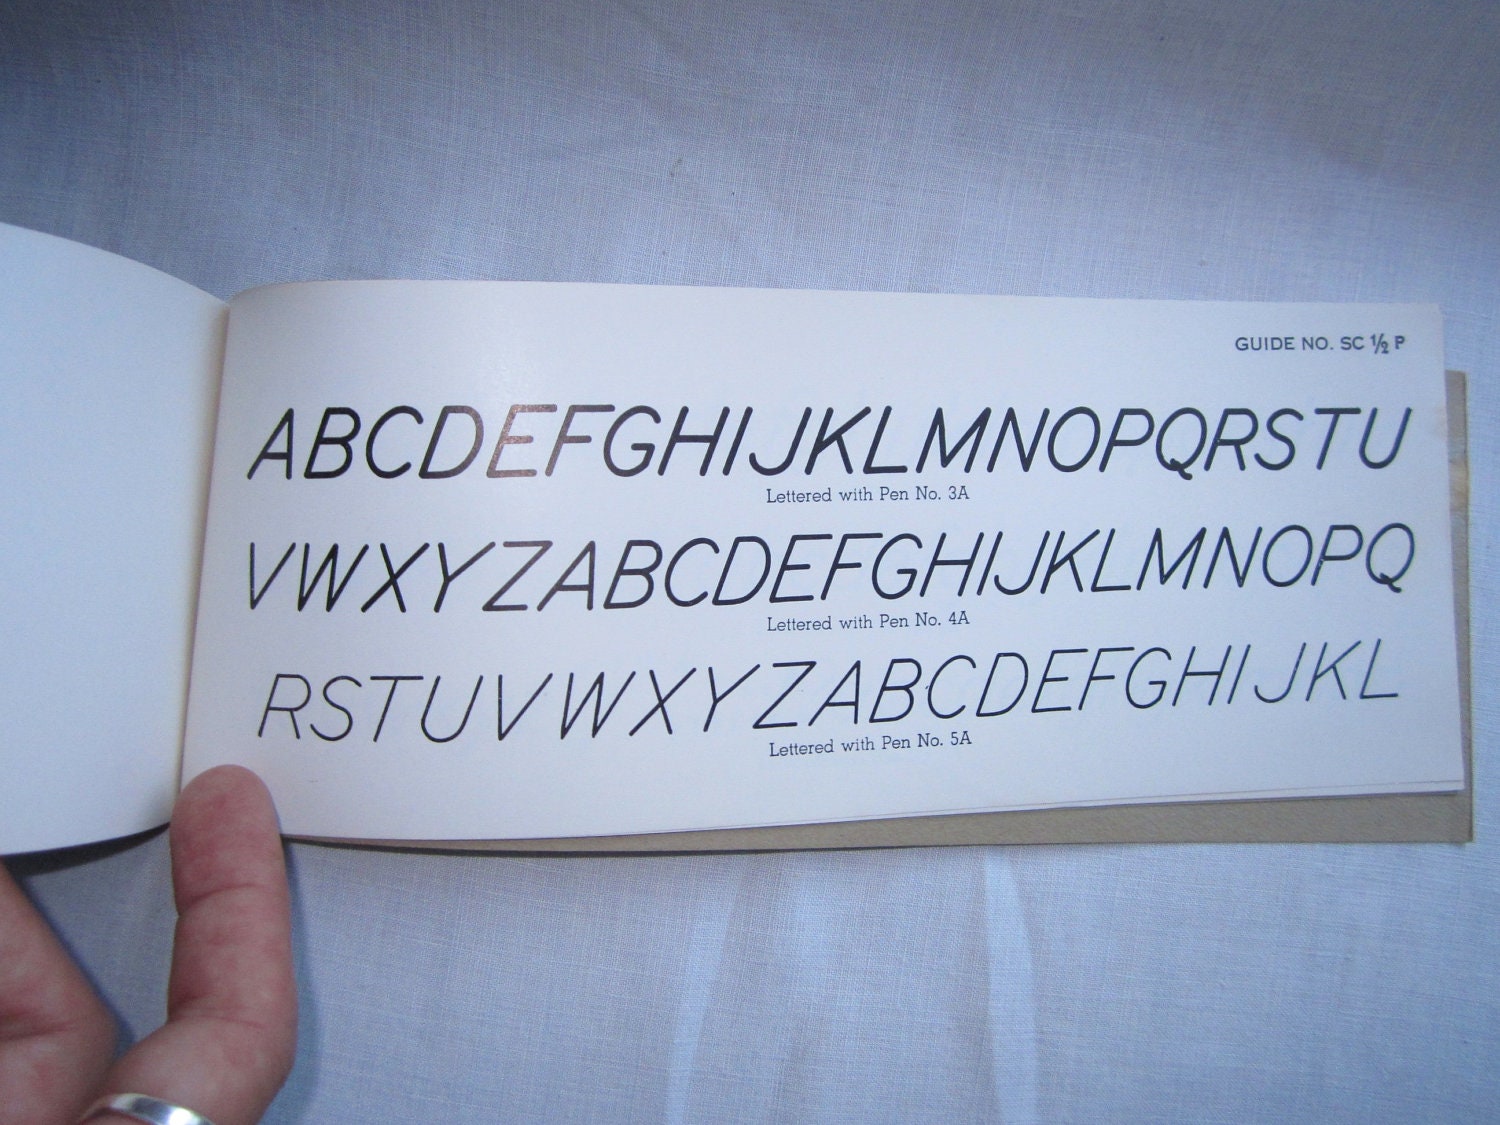 GUIDE NO. SC ½ P
ABCDEFGHIJKLMNOPQRSTU
Lettered with Pen No. 3A
VWXYZABCDEFGHIJKLMNOPQ
Lettered with Pen No. 4A
RSTUVWXYZABCDEFGHIJKL
Lettered with Pen No. 5A